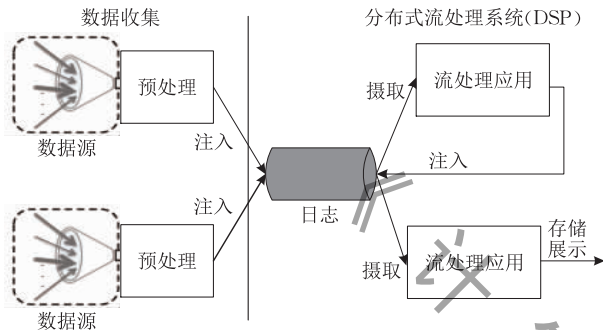 数据收集
分布式流处理系统(DSP)
预处理
数据源
注入
摄取
流处理应用
注入
日志
注入
预处理
数据源
摄取
流处理应用
存储
展示
计